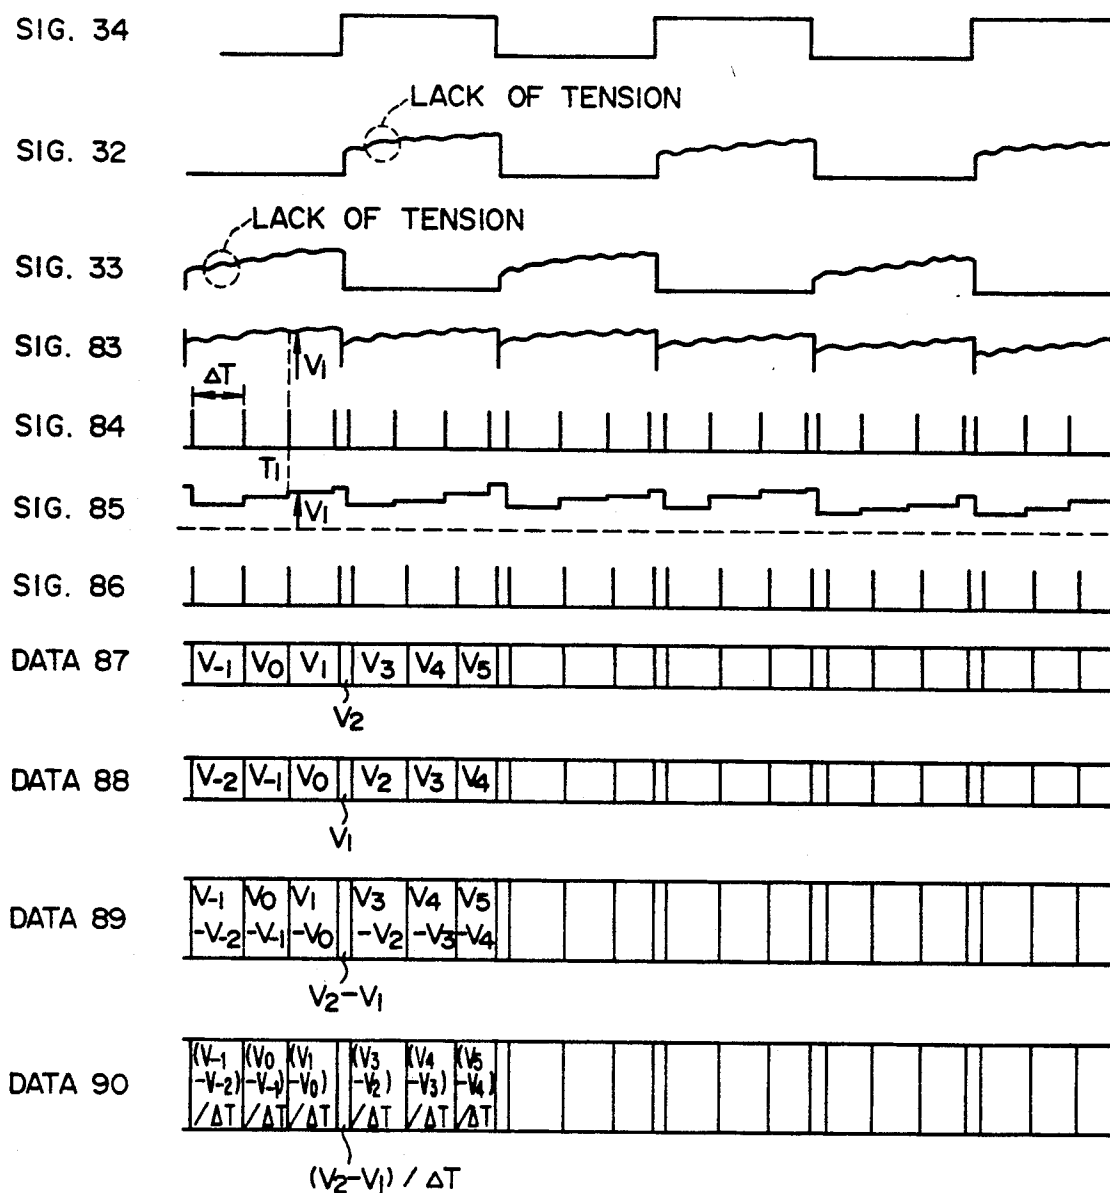 SIG. 34
LACK OF TENSION
SIG. 32
LACK OF TENSION
SIG. 33
SIG. 83
V1
ΔT
SIG. 84
T1
SIG. 85
V1
SIG. 86
DATA 87 V-1 V0 V1 V3 V4 V5
V2
DATA 88 V-2 V-1 V0 V2 V3 V4
V1
V-1 V0 V1 V3 V4 V5
DATA 89
-V-2 -V-1 -V0 -V2 -V3 -V4
V2-V1
(V-1 (V0 (V1 (V3 (V4 (V5
DATA 90 -V-2) -V-1) -V0) -V2) -V3) -V4)
/ΔT /ΔT /ΔT /ΔT /ΔT /ΔT
(V2-V1) / ΔT